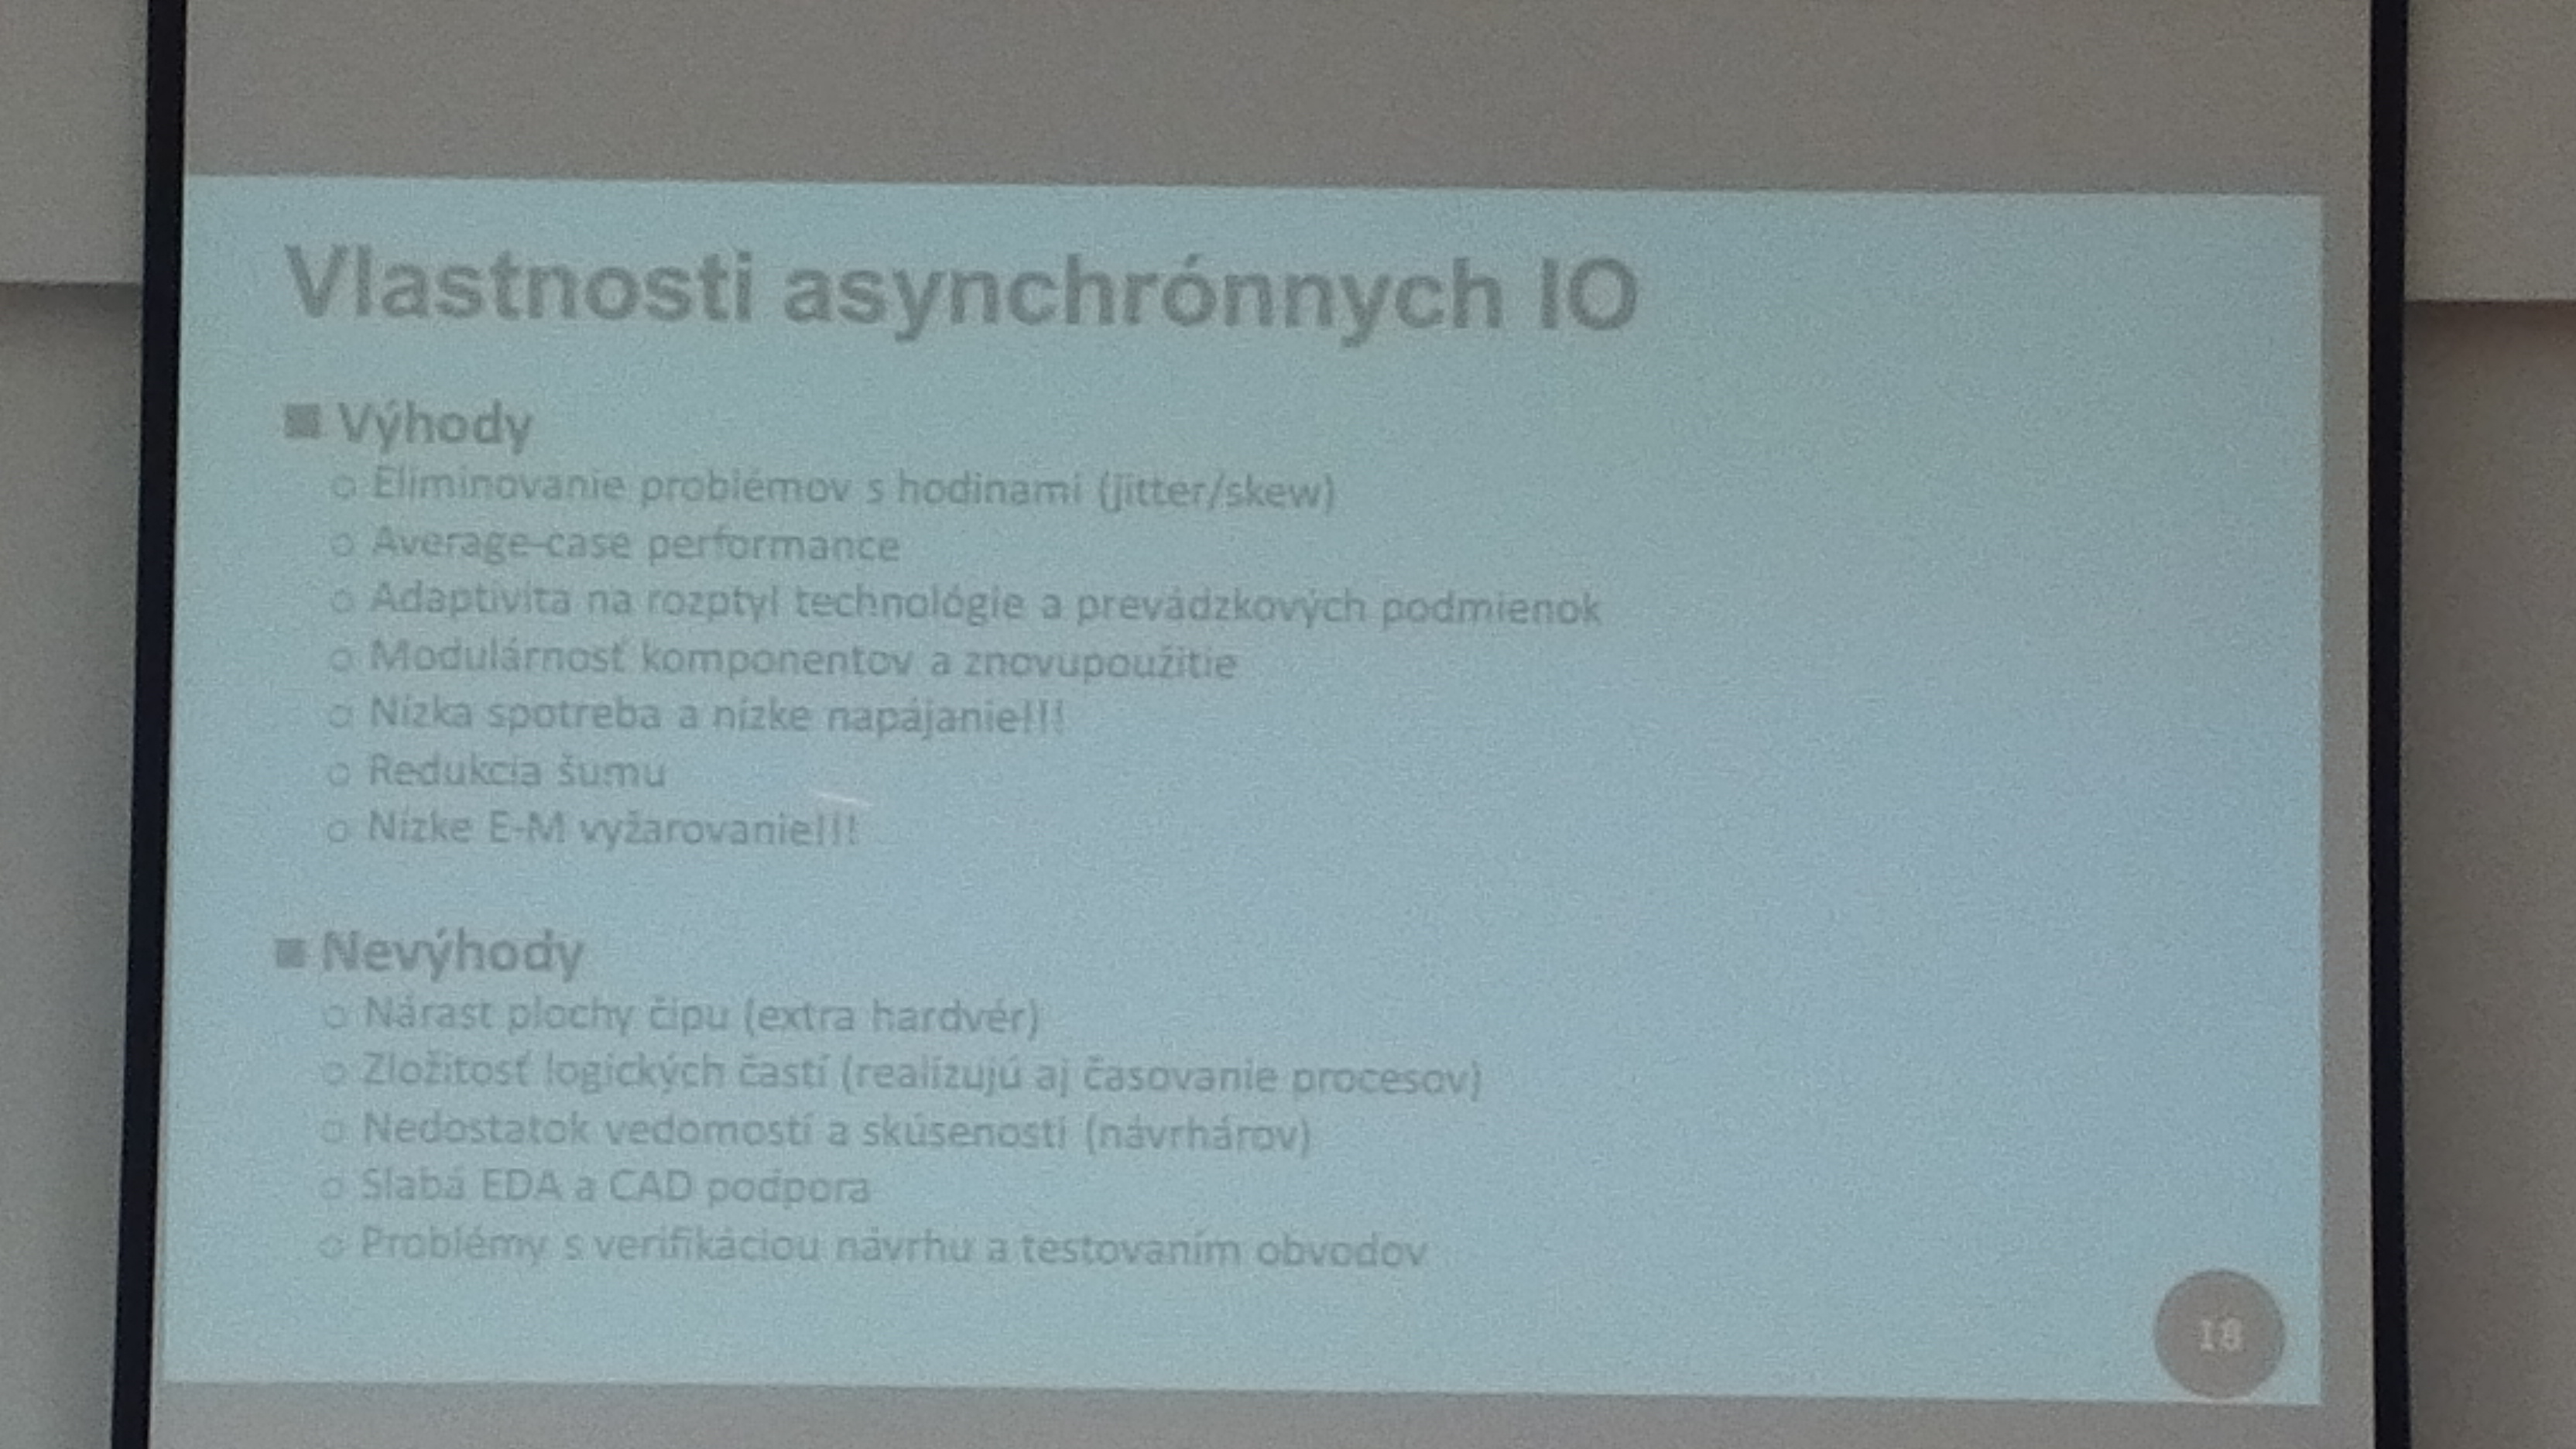 Vlastnosti asynchrónnych IO
Výhody
Eliminovanie problémov s hodinami (jitter/skew)
Average-case performance
Adaptivita na rozptyl technológie a prevádzkových podmienok
Modulárnosť komponentov a znovupoužitie
Nízka spotreba a nízke napájanie!!!
Redukcia šumu
Nízke E-M vyžarovanie!!!
Nevýhody
Nárast plochy čipu (extra hardvér)
Zložitosť logických častí (realizujú aj časovanie procesov)
Nedostatok vedomostí a skúseností (návrhárov)
Slabá EDA a CAD podpora
Problémy s verifikáciou návrhu a testovaním obvodov
18